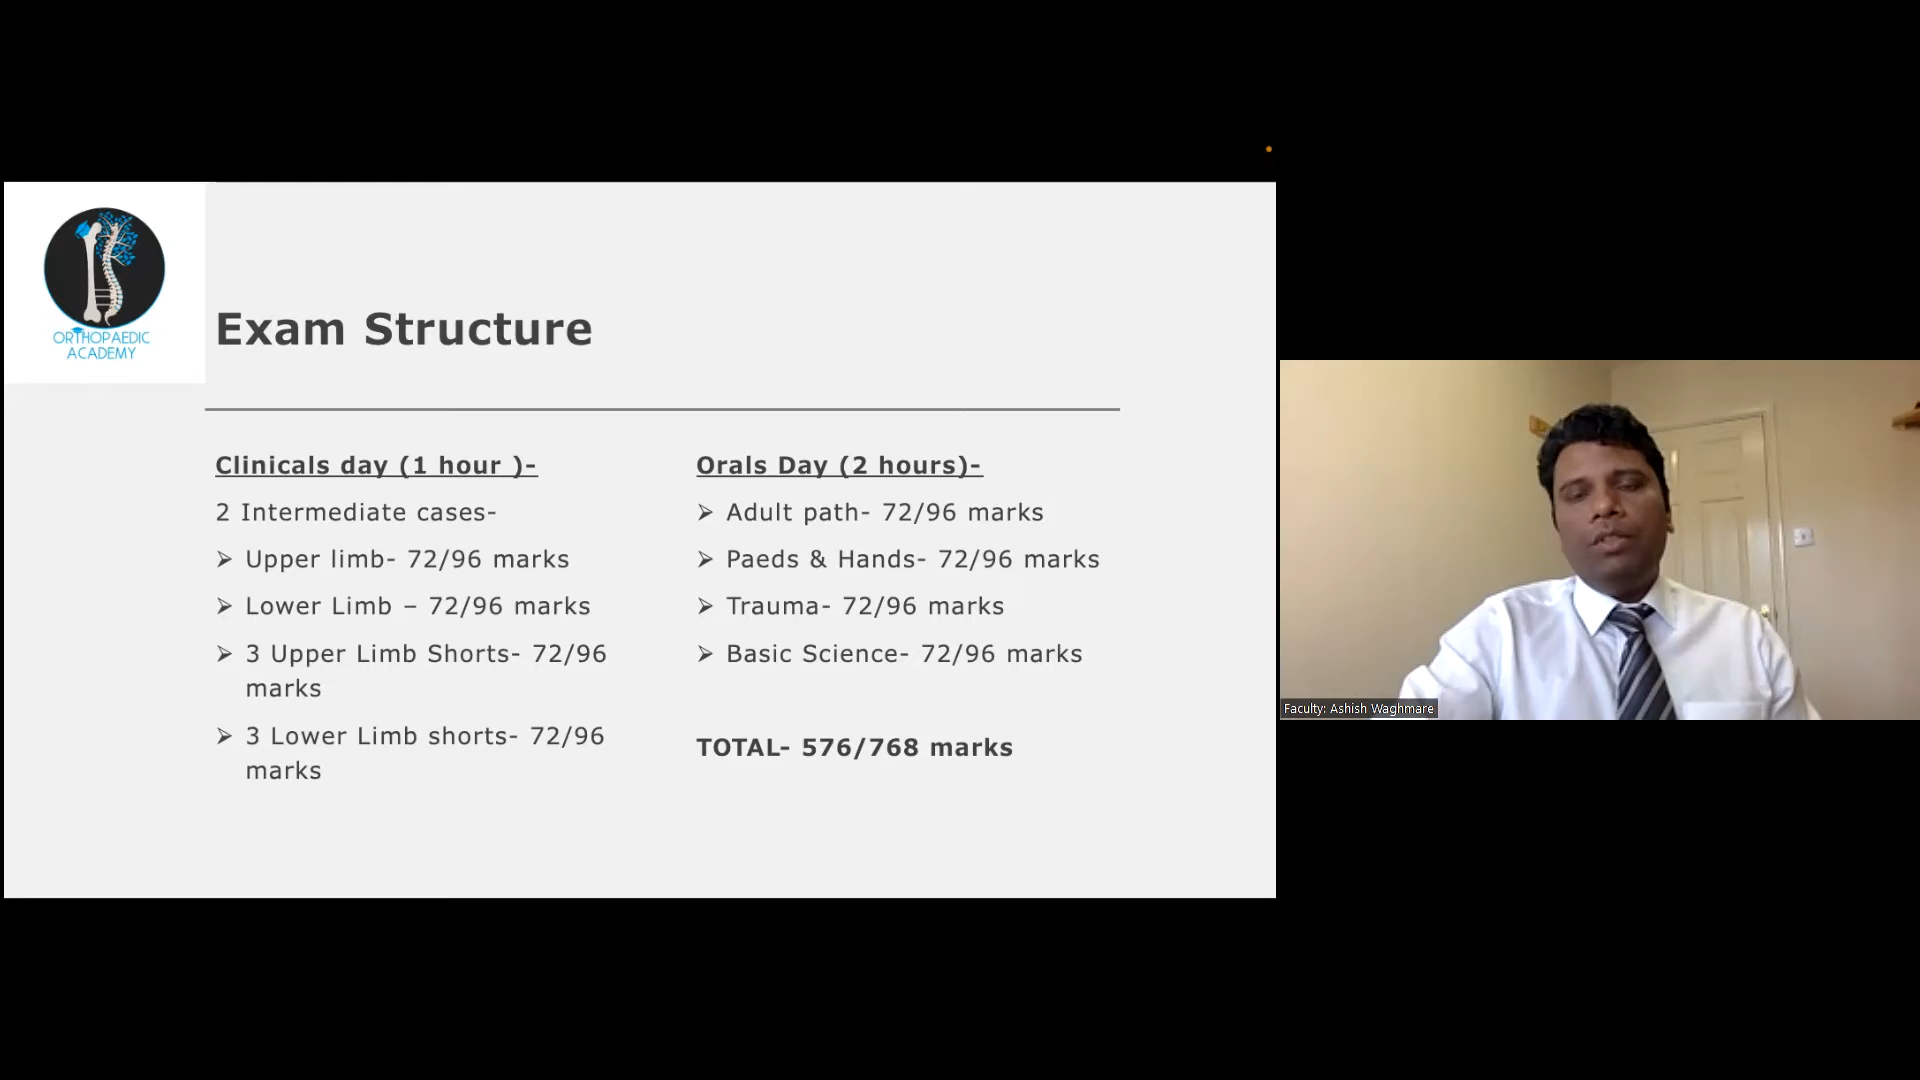 ORTHOPAEDIC
ACADEMY
Exam Structure
Clinicals day (1 hour )-
2 Intermediate cases-
➢ Upper limb- 72/96 marks
➢ Lower Limb – 72/96 marks
➢ 3 Upper Limb Shorts- 72/96
marks
➢ 3 Lower Limb shorts- 72/96
marks
Orals Day (2 hours)-
➢ Adult path- 72/96 marks
➢ Paeds & Hands- 72/96 marks
➢ Trauma- 72/96 marks
➢ Basic Science- 72/96 marks
TOTAL- 576/768 marks
Faculty: Ashish Waghmare